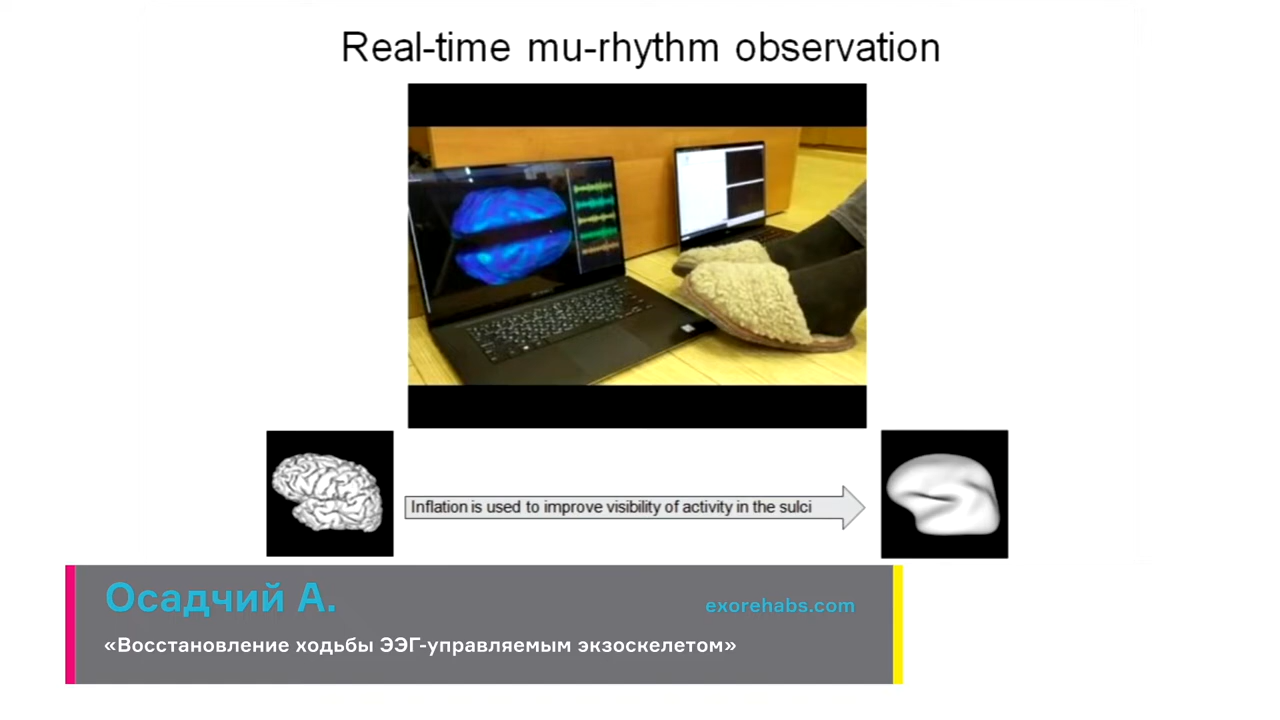 Real-time mu-rhythm observation
Inflation is used to improve visibility of activity in the sulci
Осадчий А.
exorehabs.com
«Восстановление ходьбы ЭЭГ-управляемым экзоскелетом»